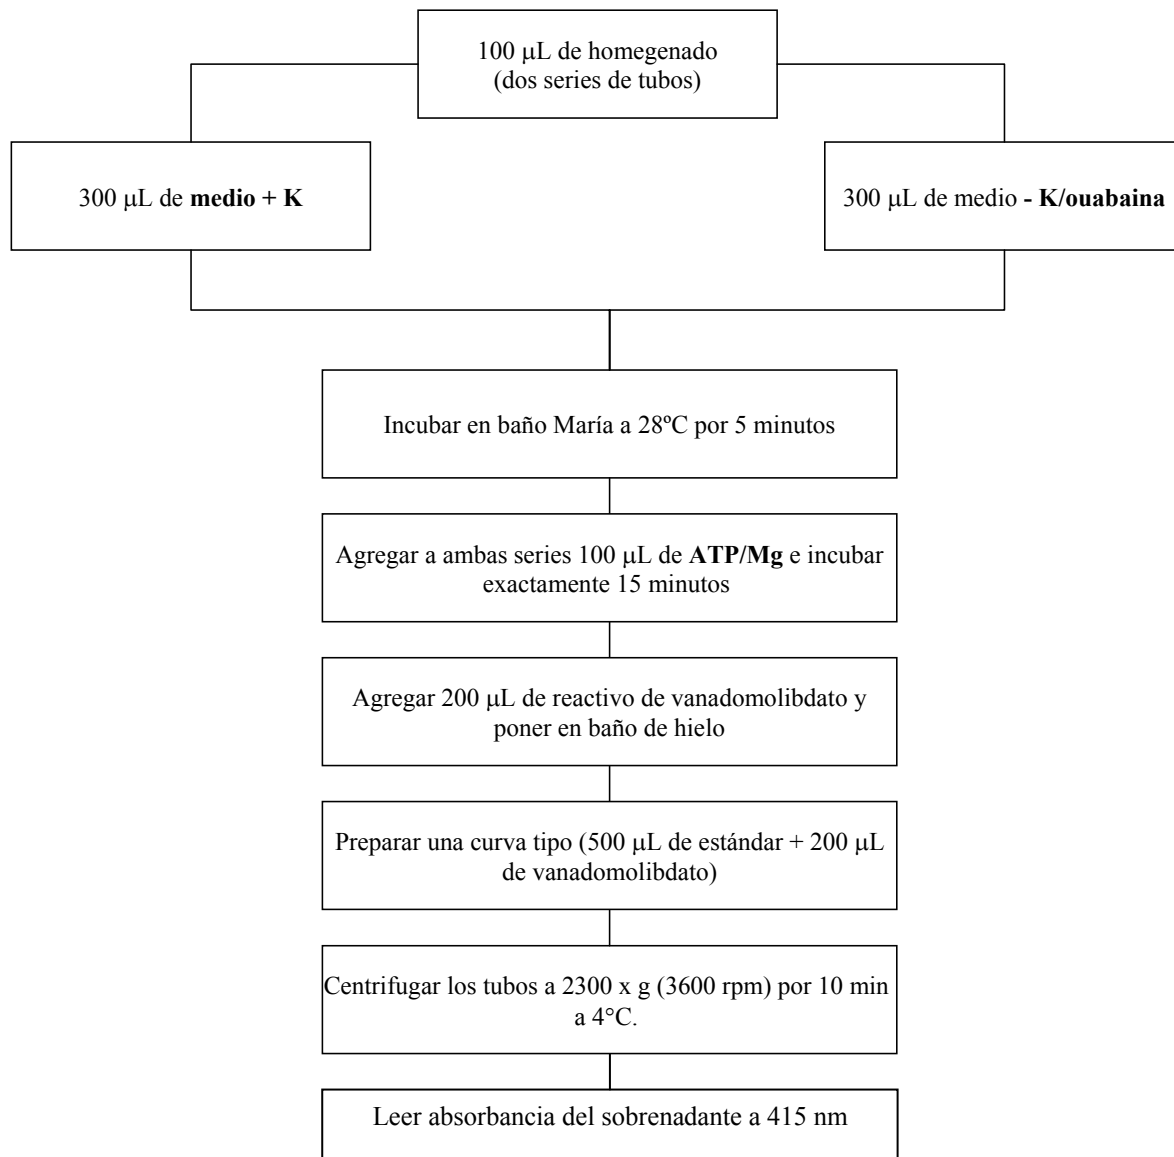 100 μL de homegenado
(dos series de tubos)
300 μL de medio + K
300 μL de medio - K/ouabaina
Incubar en baño María a 28ºC por 5 minutos
Agregar a ambas series 100 μL de ATP/Mg e incubar
exactamente 15 minutos
Agregar 200 μL de reactivo de vanadomolibdato y
poner en baño de hielo
Preparar una curva tipo (500 μL de estándar + 200 μL
de vanadomolibdato)
Centrifugar los tubos a 2300 x g (3600 rpm) por 10 min
a 4°C.
Leer absorbancia del sobrenadante a 415 nm